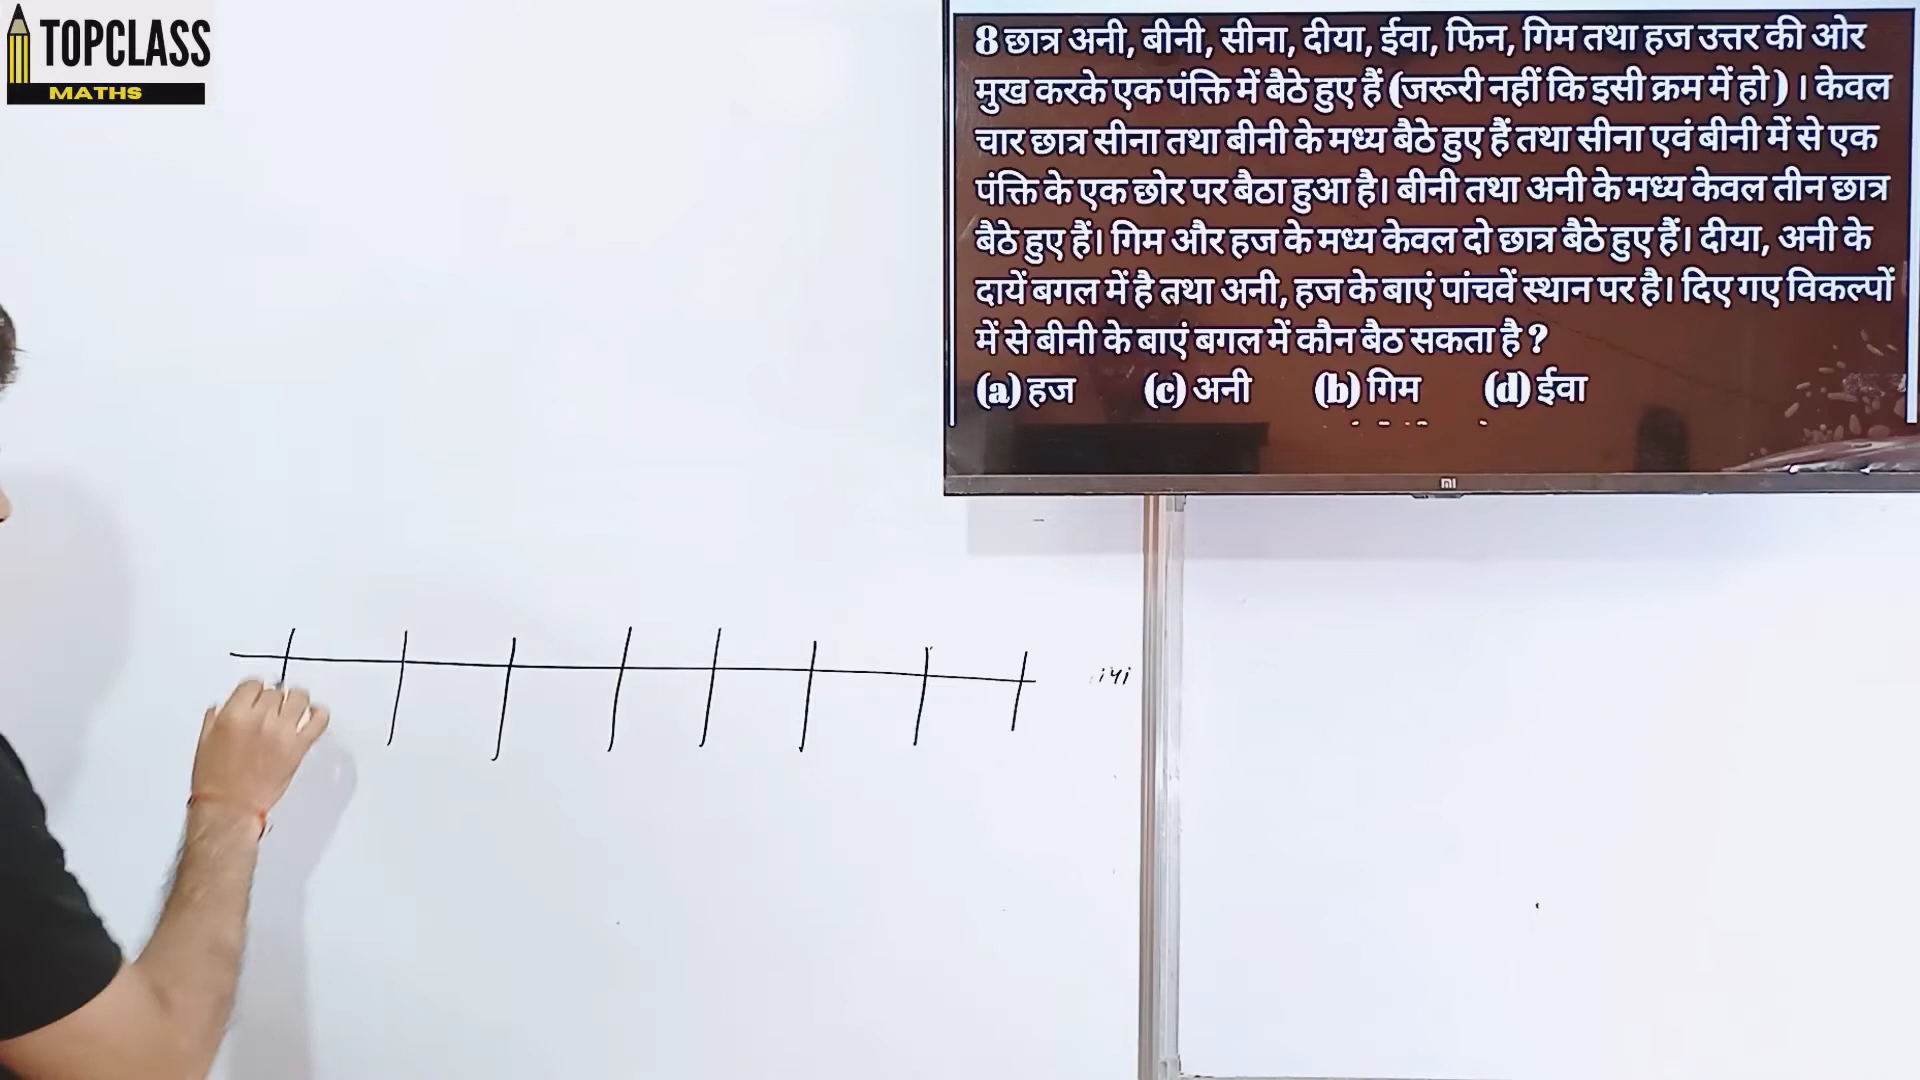 TOPCLASS
MATHS
8 छात्र अनी, बीनी, सीना, दीया, ईवा, फिन, गिम तथा हज उत्तर की ओर
मुख करके एक पंक्ति में बैठे हुए हैं (जरूरी नहीं कि इसी क्रम में हो ) । केवल
चार छात्र सीना तथा बीनी के मध्य बैठे हुए हैं तथा सीना एवं बीनी में से एक
पंक्ति के एक छोर पर बैठा हुआ है। बीनी तथा अनी के मध्य केवल तीन छात्र
बैठे हुए हैं। गिम और हज के मध्य केवल दो छात्र बैठे हुए हैं। दीया, अनी के
दायें बगल में है तथा अनी, हज के बाएं पांचवें स्थान पर है। दिए गए विकल्पों
में से बीनी के बाएं बगल में कौन बैठ सकता है ?
(a) हज (c) अनी (b) गिम (d) ईवा
mi